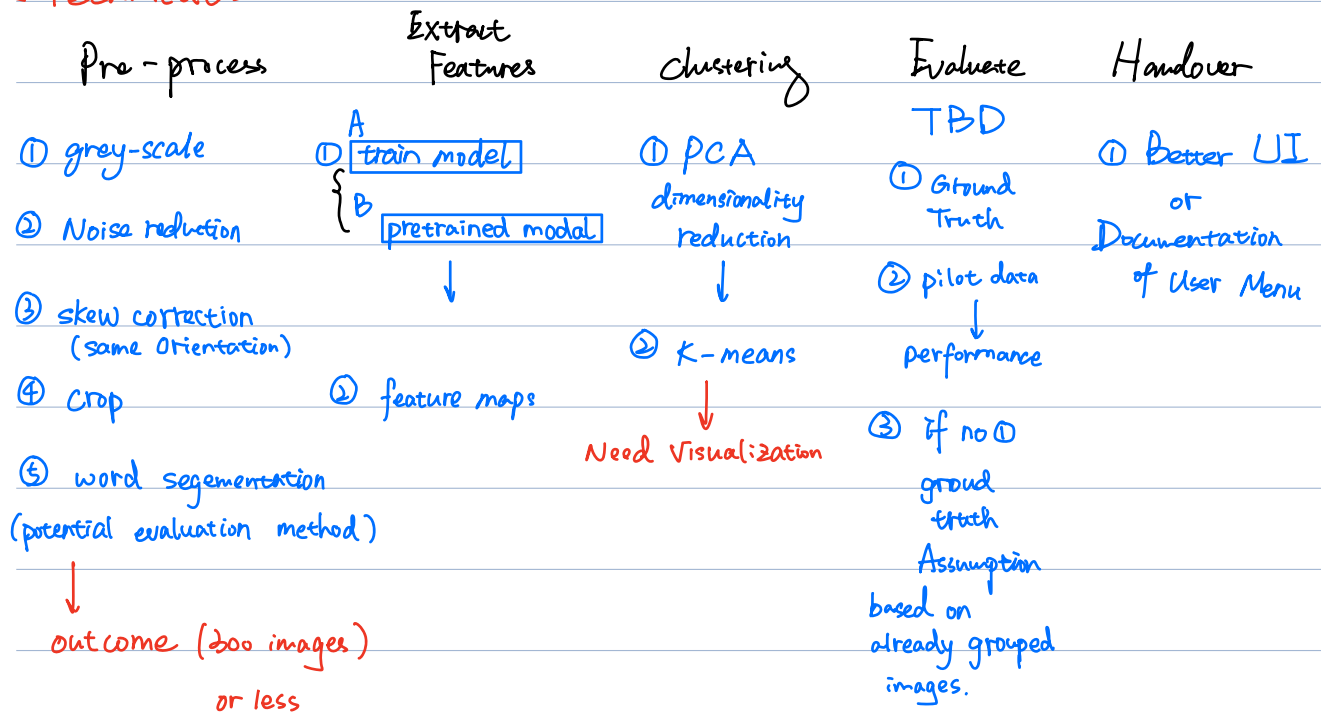 Extract
Pre-process
Features
Clustering
Evaluate
Handover
① grey-scale
② Noise reduction
③ skew correction
(same Orientation)
④ crop
⑤ word segementation
(potential evaluation method)
outcome (300 images)
or less
A
① train model
B
pretrained modal
② feature maps
① PCA
dimensionality
reduction
② K-means
Need Visualization
TBD
① Ground
Truth
② pilot data
performance
③ if no ①
groud
truth
Assumption
based on
already grouped
images.
① Better UI
or
Documentation
of User Menu